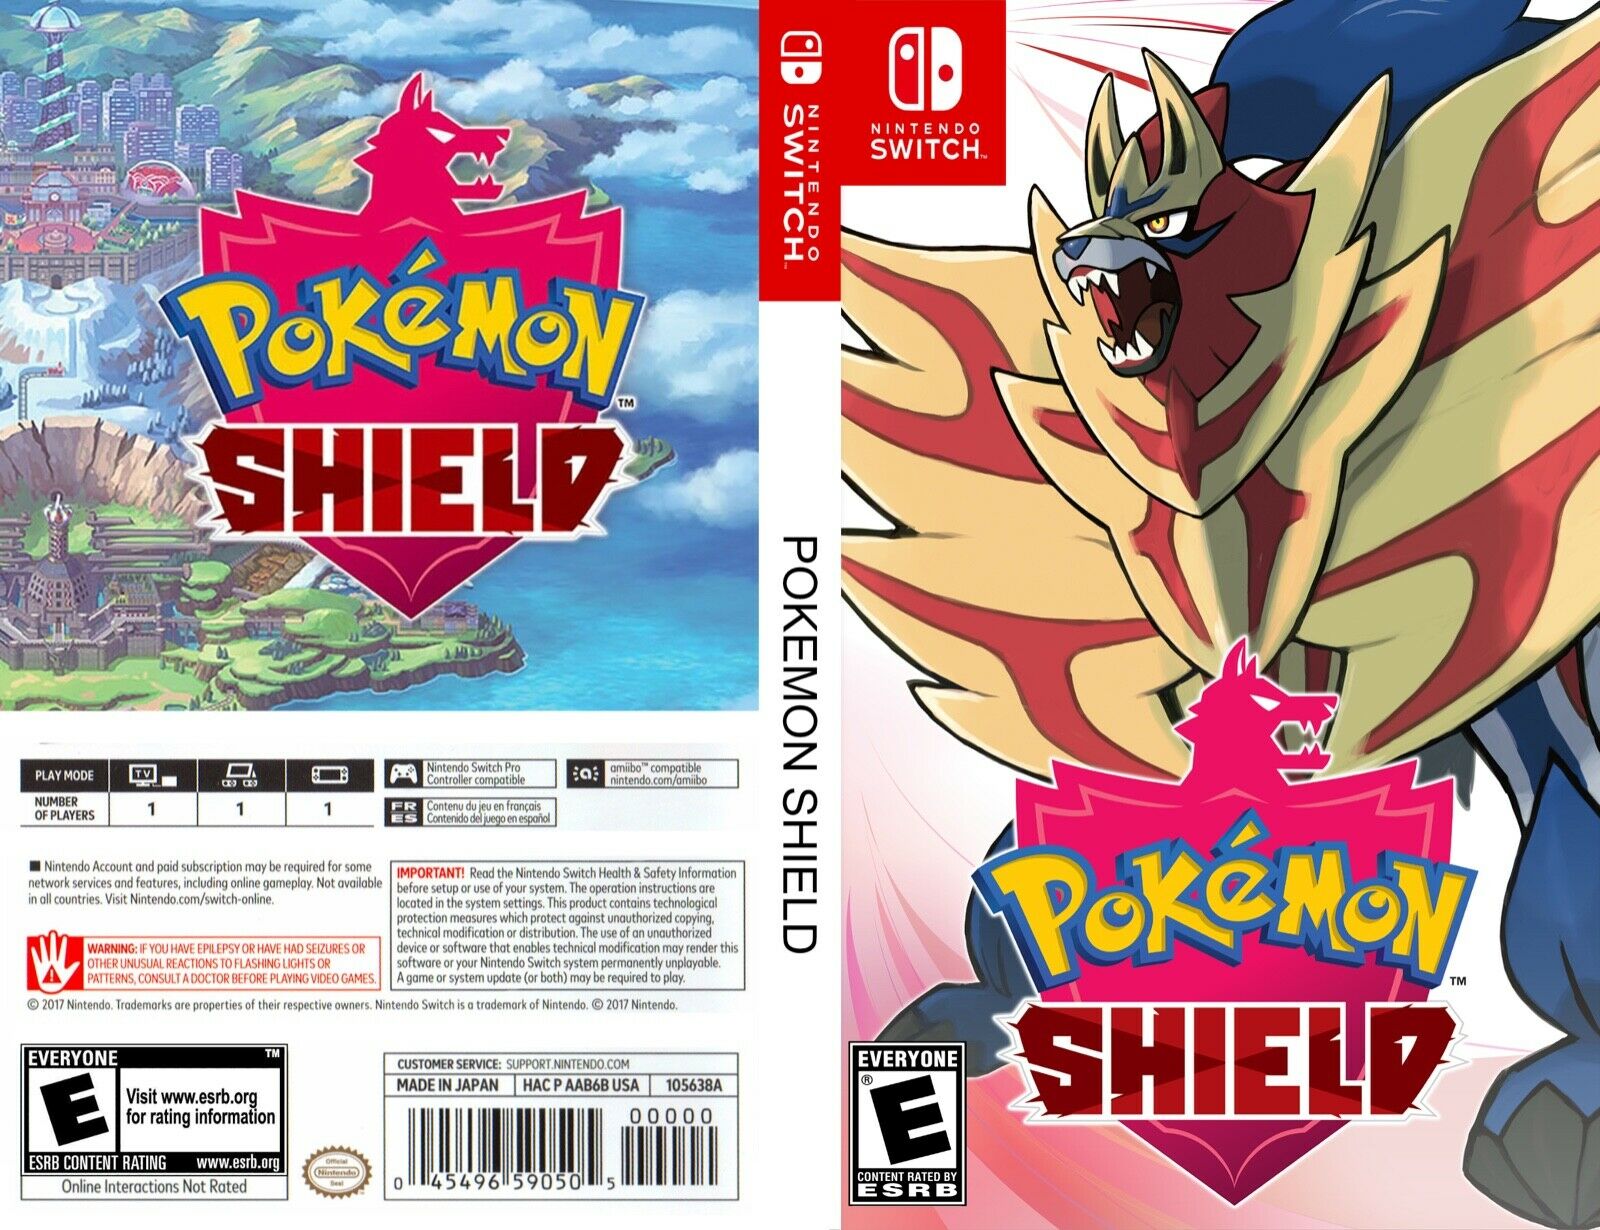 POKéMON
TM
SHIELD
PLAY MODE
TV
NUMBER
OF PLAYERS
1
1
1
Nintendo Switch Pro
Controller compatible
amiibo™ compatible
nintendo.com/amiibo
FR
ES
Contenu du jeu en français
Contenido del juego en español
■ Nintendo Account and paid subscription may be required for some
network services and features, including online gameplay. Not available
in all countries. Visit Nintendo.com/switch-online.
WARNING: IF YOU HAVE EPILEPSY OR HAVE HAD SEIZURES OR
OTHER UNUSUAL REACTIONS TO FLASHING LIGHTS OR
PATTERNS, CONSULT A DOCTOR BEFORE PLAYING VIDEO GAMES.
IMPORTANT! Read the Nintendo Switch Health & Safety Information
before setup or use of your system. The operation instructions are
located in the system settings. This product contains technological
protection measures which protect against unauthorized copying,
technical modification or distribution. The use of an unauthorized
device or software that enables technical modification may render this
software or your Nintendo Switch system permanently unplayable.
A game or system update (or both) may be required to play.
© 2017 Nintendo. Trademarks are properties of their respective owners. Nintendo Switch is a trademark of Nintendo. © 2017 Nintendo.
EVERYONE
TM
E
Visit www.esrb.org
for rating information
ESRB CONTENT RATING www.esrb.org
Online Interactions Not Rated
Official
Nintendo
Seal
CUSTOMER SERVICE: SUPPORT.NINTENDO.COM
MADE IN JAPAN HAC P AAB6B USA 105638A
00000
0 45496 59050 5
NINTENDO
SWITCH™
POKEMON SHIELD
NINTENDO
SWITCH™
POKéMON
TM
SHIELD
EVERYONE
®
E
CONTENT RATED BY
ESRB